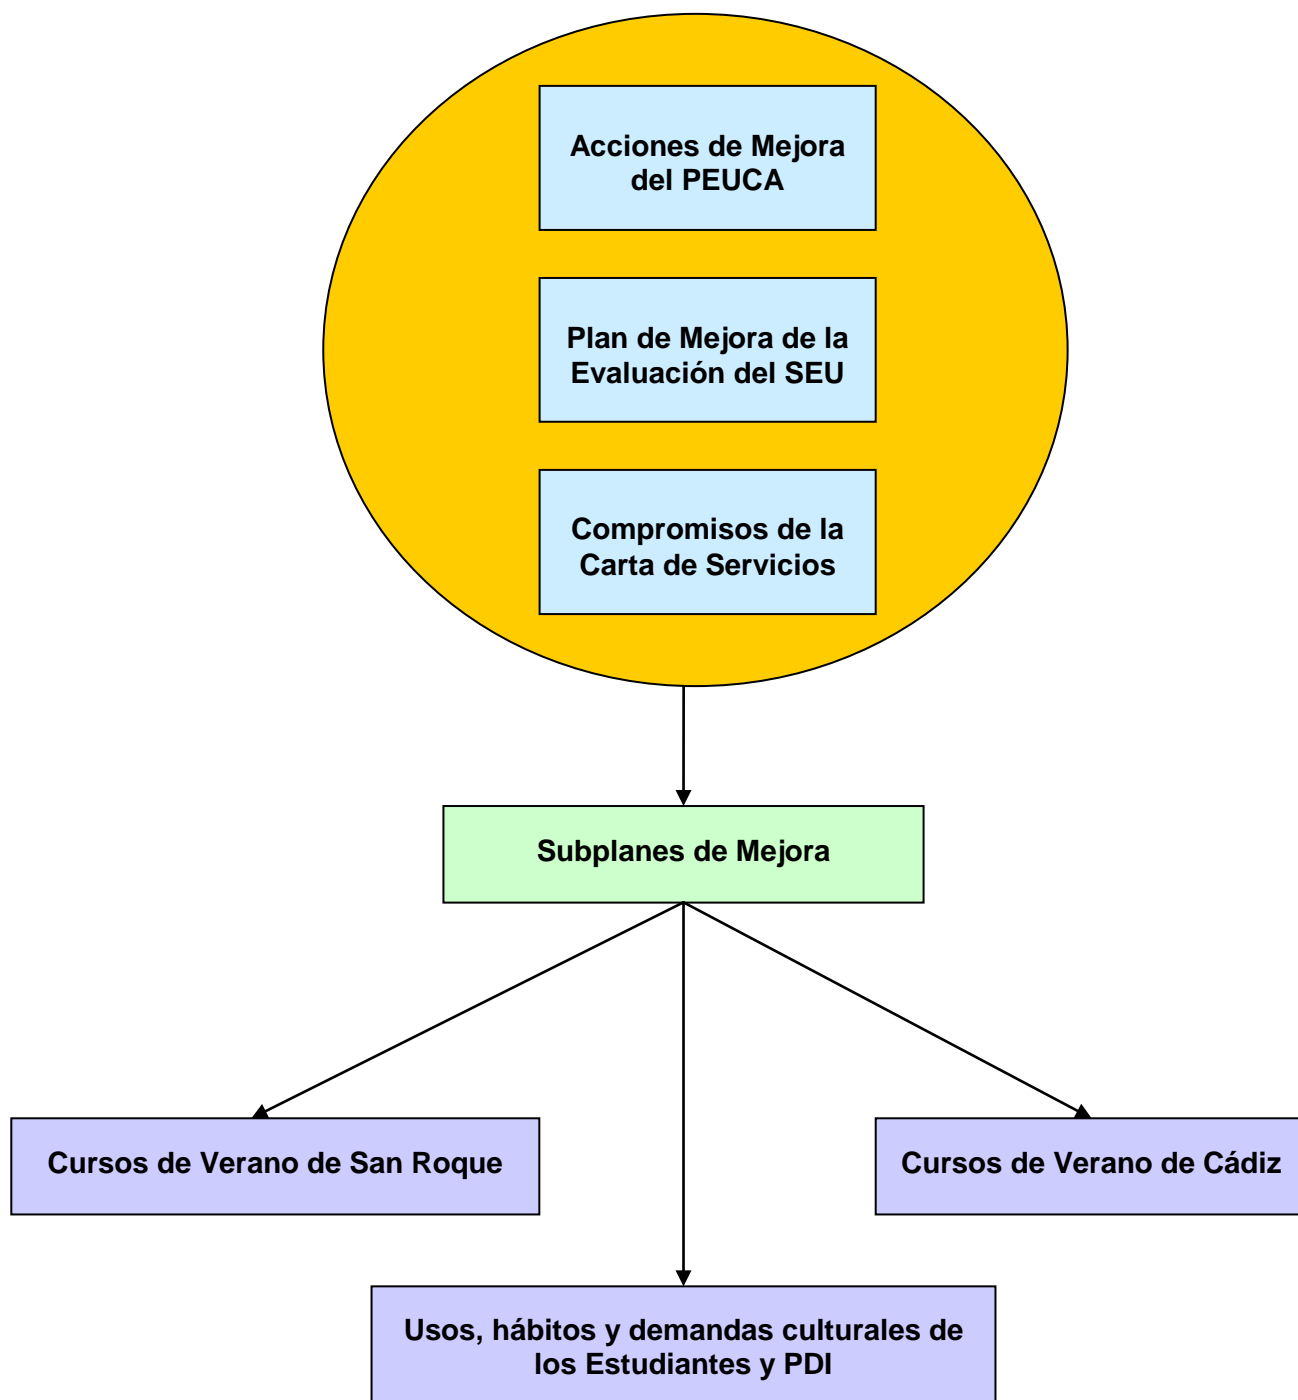 Acciones de Mejora
del PEUCA
Plan de Mejora de la
Evaluación del SEU
Compromisos de la
Carta de Servicios
Subplanes de Mejora
Cursos de Verano de San Roque
Cursos de Verano de Cádiz
Usos, hábitos y demandas culturales de
los Estudiantes y PDI